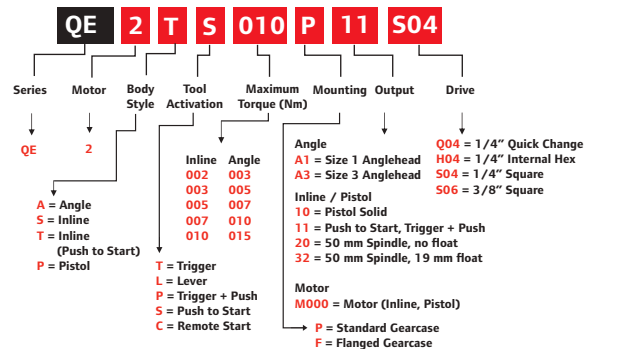 QE 2 T S 010 P 11 S04
Series Motor Body Style Tool Activation Maximum Torque (Nm) Mounting Output Drive
QE
2
A = Angle
S = Inline
T = Inline
(Push to Start)
P = Pistol
T = Trigger
L = Lever
P = Trigger + Push
S = Push to Start
C = Remote Start
Inline Angle
002 003
003 005
005 007
007 010
010 015
P = Standard Gearcase
F = Flanged Gearcase
Angle
A1 = Size 1 Anglehead
A3 = Size 3 Anglehead
Inline / Pistol
10 = Pistol Solid
11 = Push to Start, Trigger + Push
20 = 50 mm Spindle, no float
32 = 50 mm Spindle, 19 mm float
Motor
M000 = Motor (Inline, Pistol)
Q04 = 1/4” Quick Change
H04 = 1/4” Internal Hex
S04 = 1/4” Square
S06 = 3/8” Square